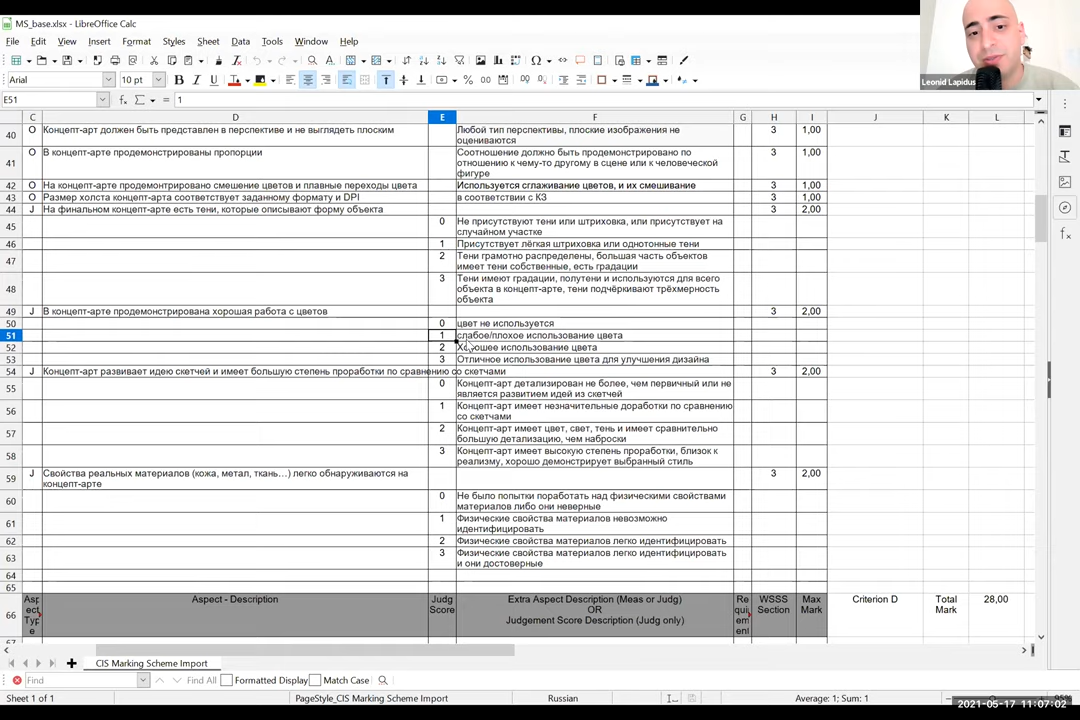 MS_base.xlsx - LibreOffice Calc
File Edit View Insert Format Styles Sheet Data Tools Window Help
Arial 10 pt
E51 1
Leonid Lapidus
C D E F G H I J K L
40 O Концепт-арт должен быть представлен в перспективе и не выглядеть плоским Любой тип перспективы, плоские изображения не 3 1,00
оцениваются
41 O В концепт-арте продемонстрированы пропорции Соотношение должно быть продемонстрировано по 3 1,00
отношению к чему-то другому в сцене или к человеческой
фигуре
42 O На концепт-арте продемонтрировано смешение цветов и плавные переходы цвета Используется сглаживание цветов, и их смешивание 3 1,00
43 O Размер холста концепт-арта соответствует заданному формату и DPI в соответствии с КЗ 3 1,00
44 J На финальном концепт-арте есть тени, которые описывают форму объекта 3 2,00
45 0 Не присутствуют тени или штриховка, или присутствует на
случайном участке
46 1 Присутствует лёгкая штриховка или однотонные тени
47 2 Тени грамотно распределены, большая часть объектов
имеет тени собственные, есть градации
48 3 Тени имеют градации, полутени и используются для всего
объекта в концепт-арте, тени подчёркивают трёхмерность
объекта
49 J В концепт-арте продемонстрирована хорошая работа с цветов 3 2,00
50 0 цвет не используется
51 1 слабое/плохое использование цвета
52 2 Хорошее использование цвета
53 3 Отличное использование цвета для улучшения дизайна
54 J Концепт-арт развивает идею скетчей и имеет большую степень проработки по сравнению со скетчами 3 2,00
55 0 Концепт-арт детализирован не более, чем первичный или не
является развитием идей из скетчей
56 1 Концепт-арт имеет незначительные доработки по сравнению
со скетчами
57 2 Концепт-арт имеет цвет, свет, тень и имеет сравнительно
большую детализацию, чем наброски
58 3 Концепт-арт имеет высокую степень проработки, близок к
реализму, хорошо демонстрирует выбранный стиль
59 J Свойства реальных материалов (кожа, метал, ткань...) легко обнаруживаются на 3 2,00
концепт-арте
60 0 Не было попытки поработать над физическими свойствами
материалов либо они неверные
61 1 Физические свойства материалов невозможно
идентифицировать
62 2 Физические свойства материалов легко идентифицировать
63 3 Физические свойства материалов легко идентифицировать
и они достоверные
64
65
66 Asp Aspect - Description Judg Extra Aspect Description (Meas or Judg) Re WSSS Max Criterion D Total 28,00
ect Score OR qui Section Mark Mark
Typ Judgement Score Description (Judg only) em
e ent
CIS Marking Scheme Import
Find Find All Formatted Display Match Case
Sheet 1 of 1 PageStyle_CIS Marking Scheme Import Russian Average: 1; Sum: 1
2021-05-17 11:07:02